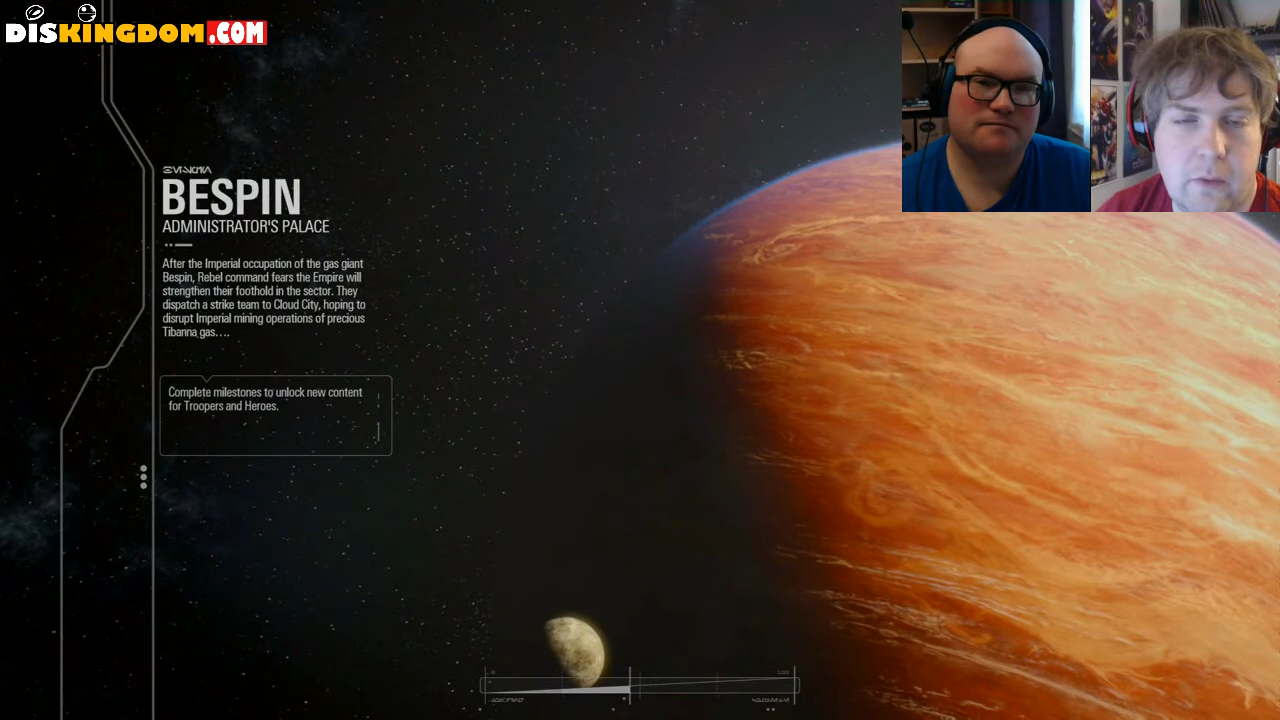 DISKINGDOM.COM
BESPIN
ADMINISTRATOR'S PALACE
After the Imperial occupation of the gas giant
Bespin, Rebel command fears the Empire will
strengthen their foothold in the sector. They
dispatch a strike team to Cloud City, hoping to
disrupt Imperial mining operations of precious
Tibanna gas....
Complete milestones to unlock new content
for Troopers and Heroes.